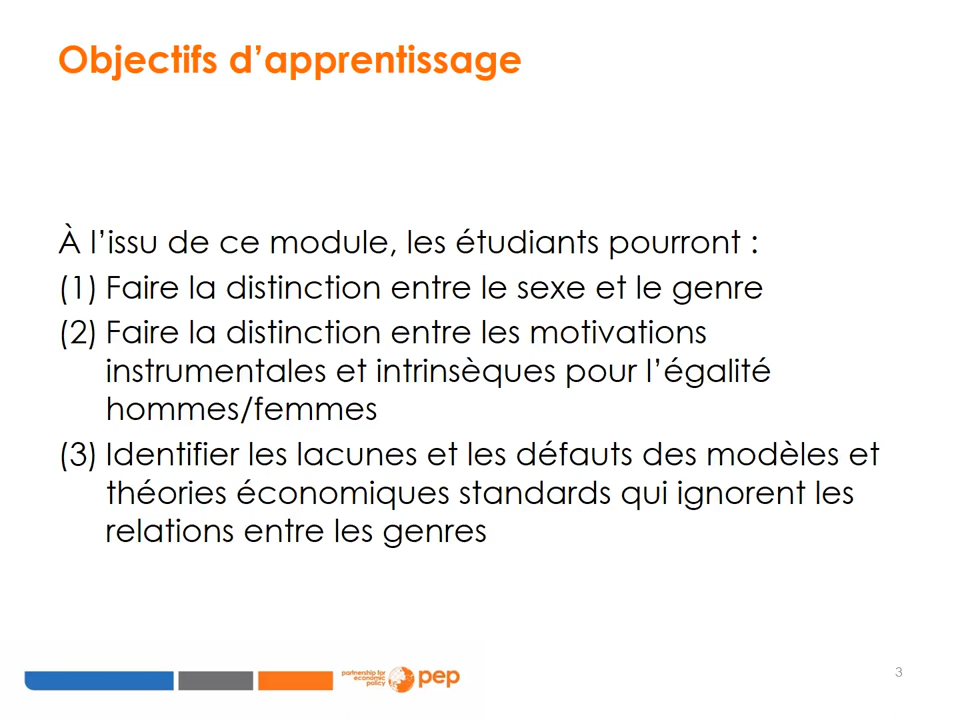 Objectifs d’apprentissage
À l’issu de ce module, les étudiants pourront :
(1) Faire la distinction entre le sexe et le genre
(2) Faire la distinction entre les motivations
instrumentales et intrinsèques pour l’égalité
hommes/femmes
(3) Identifier les lacunes et les défauts des modèles et
théories économiques standards qui ignorent les
relations entre les genres
partnership for
economic
policy
pep
3